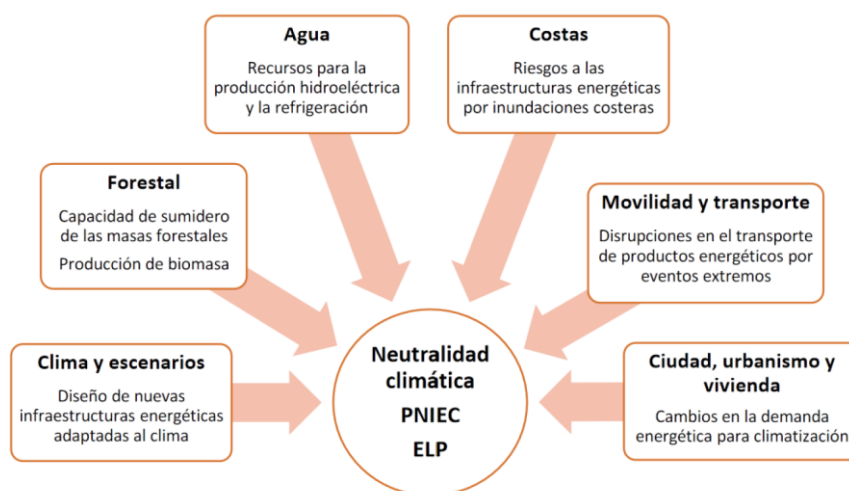 Agua
Recursos para la
producción hidroeléctrica
y la refrigeración
Costas
Riesgos a las
infraestructuras energéticas
por inundaciones costeras
Forestal
Capacidad de sumidero
de las masas forestales
Producción de biomasa
Movilidad y transporte
Disrupciones en el transporte
de productos energéticos por
eventos extremos
Clima y escenarios
Diseño de nuevas
infraestructuras energéticas
adaptadas al clima
Neutralidad
climática
PNIEC
ELP
Ciudad, urbanismo y
vivienda
Cambios en la demanda
energética para climatización